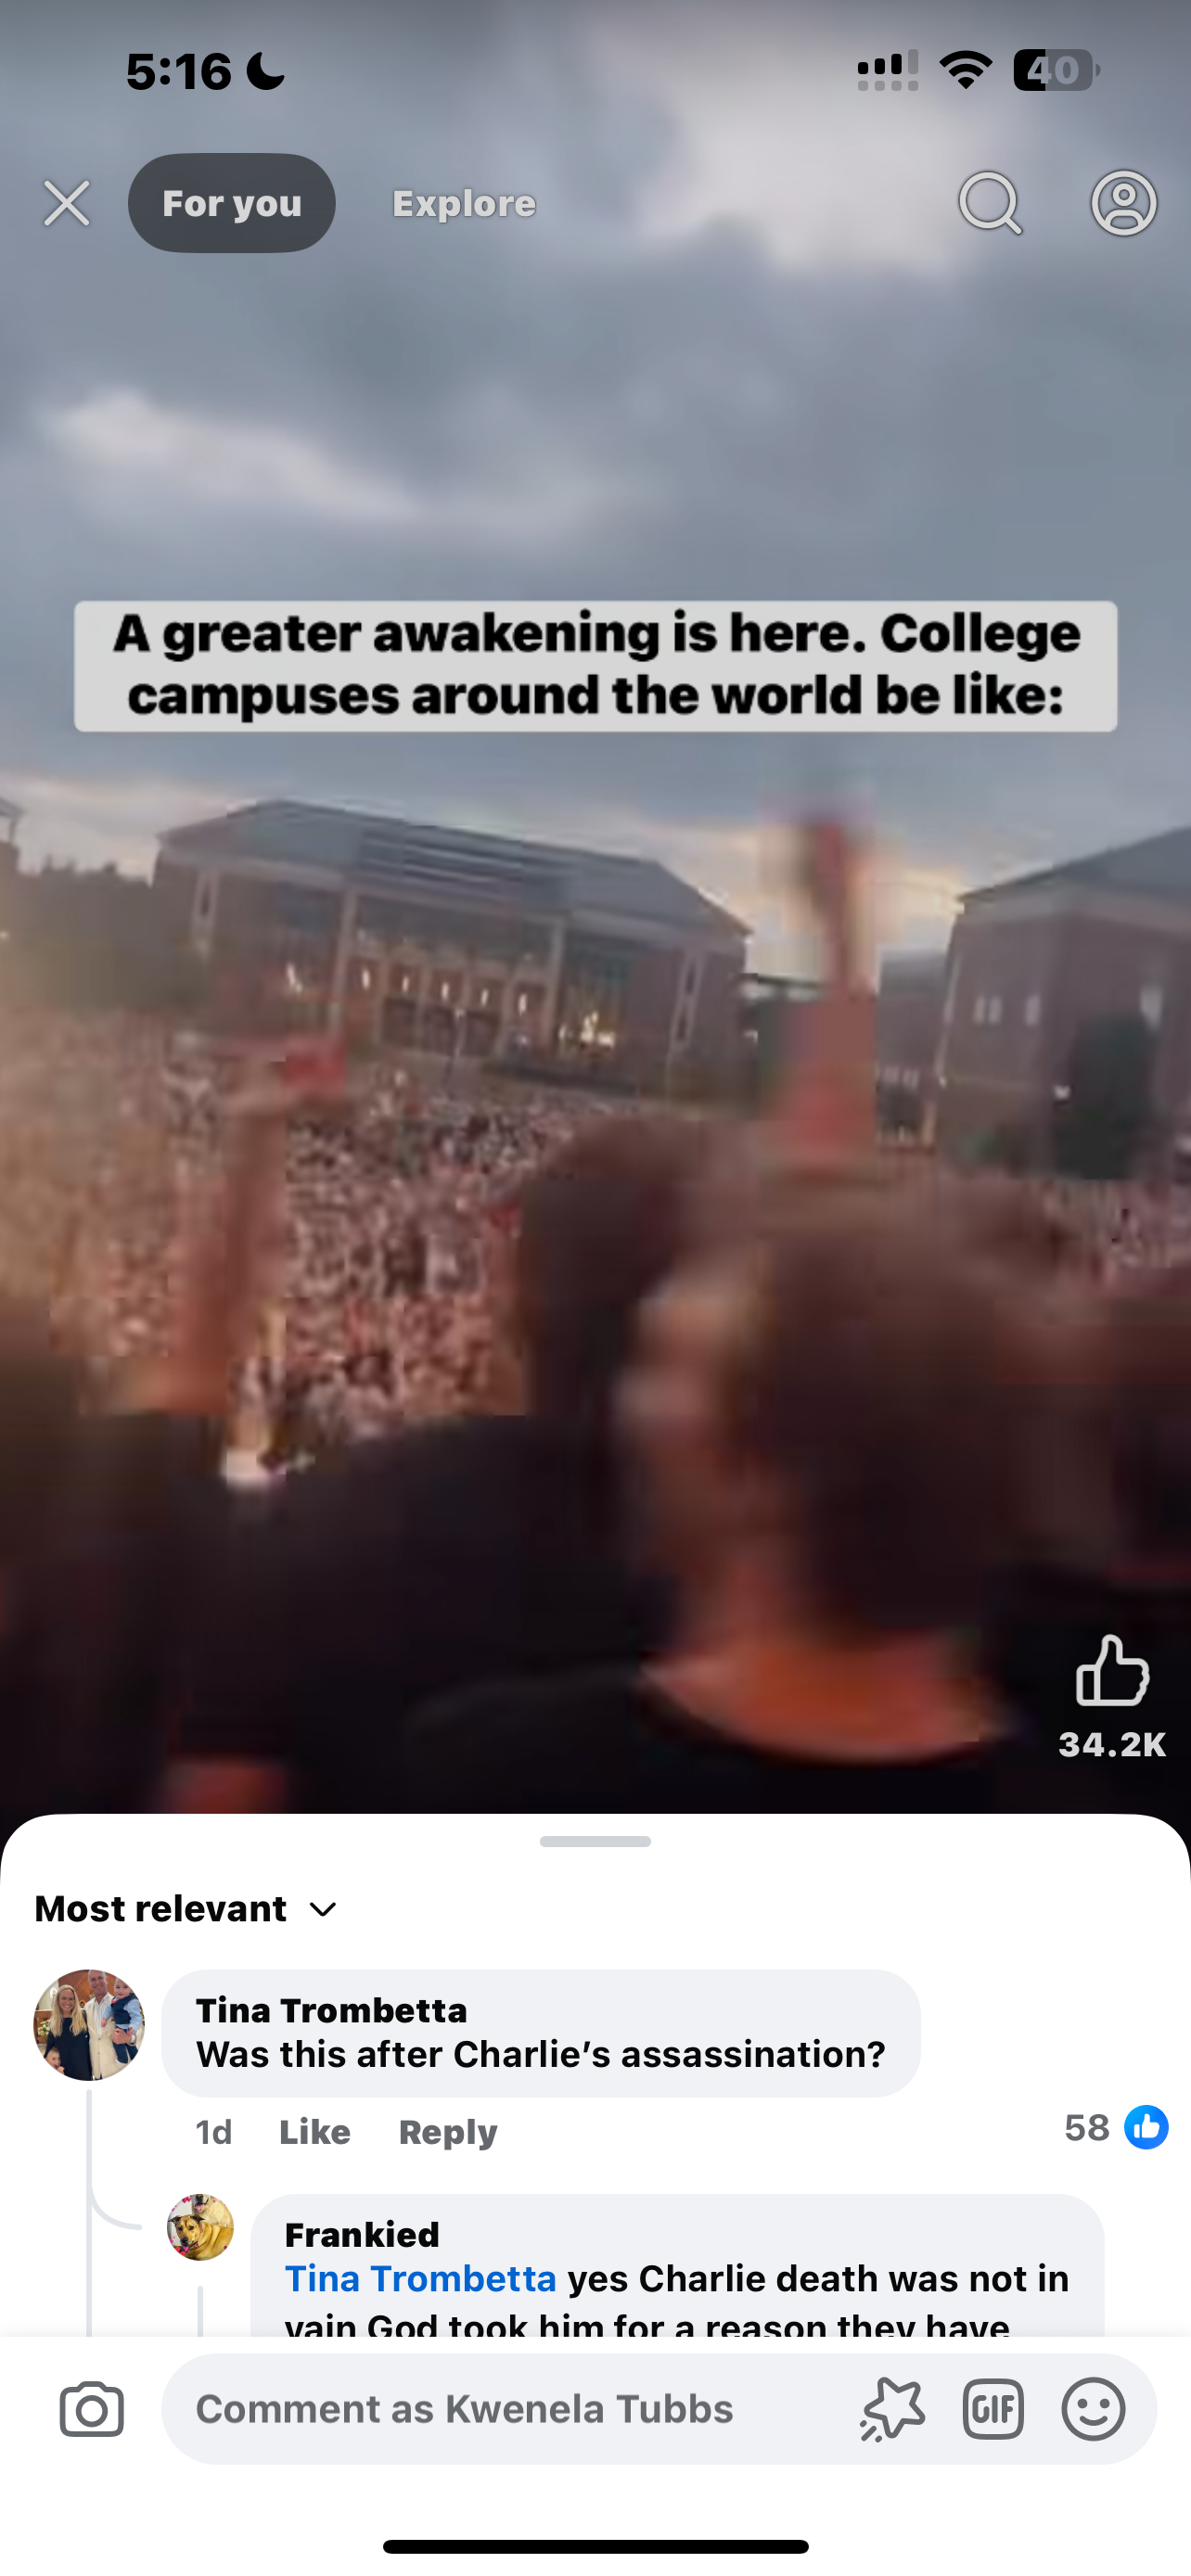 5:16
40
For you
Explore
A greater awakening is here. College
campuses around the world be like:
34.2K
Most relevant
Tina Trombetta
Was this after Charlie’s assassination?
1d Like Reply
58
Frankied
Tina Trombetta yes Charlie death was not in
vain God took him for a reason they have
Comment as Kwenela Tubbs
GIF